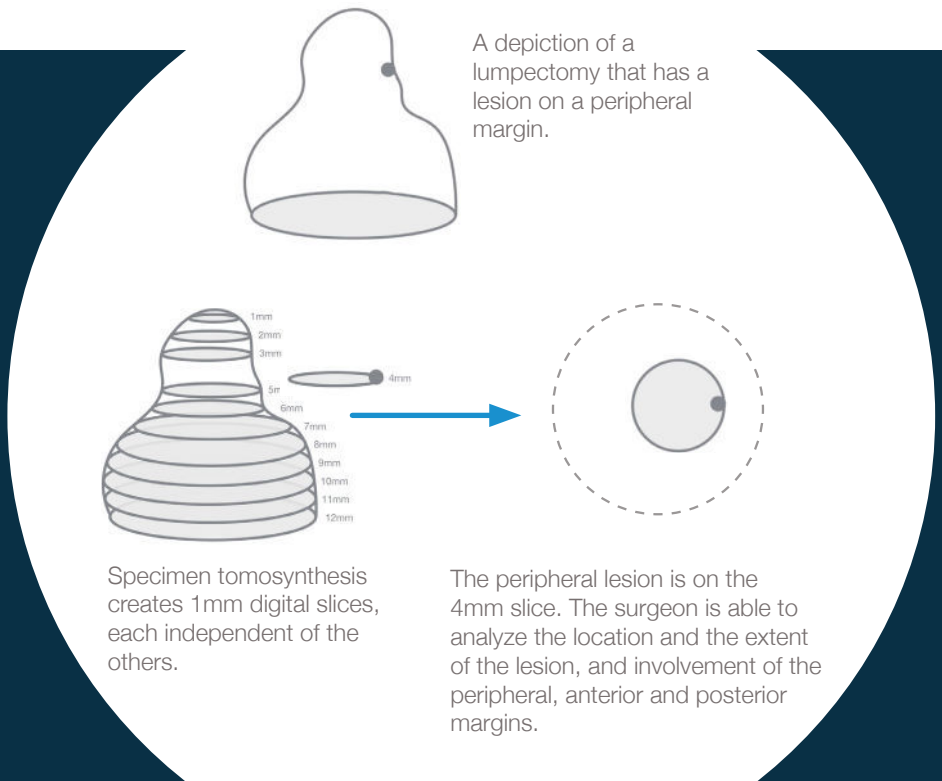 A depiction of a
lumpectomy that has a
lesion on a peripheral
margin.
1mm
2mm
3mm
4mm
5m
6mm
7mm
8mm
9mm
10mm
11mm
12mm
Specimen tomosynthesis
creates 1mm digital slices,
each independent of the
others.
The peripheral lesion is on the
4mm slice. The surgeon is able to
analyze the location and the extent
of the lesion, and involvement of the
peripheral, anterior and posterior
margins.